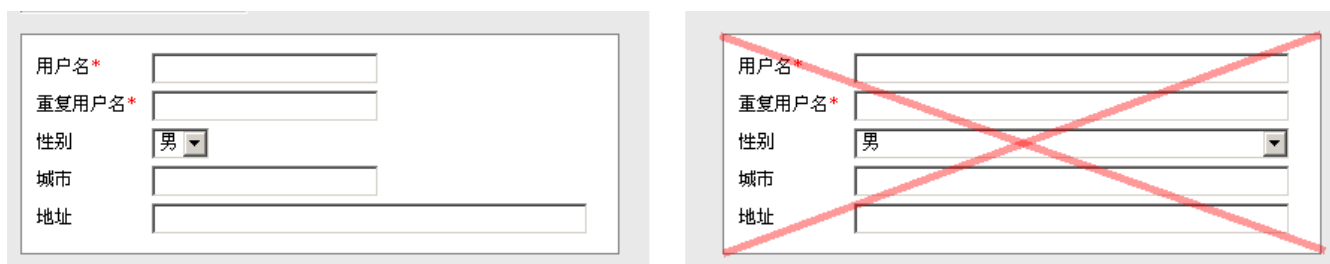 用户名*
重复用户名*
性别 男
城市
地址
用户名*
重复用户名*
性别 男
城市
地址